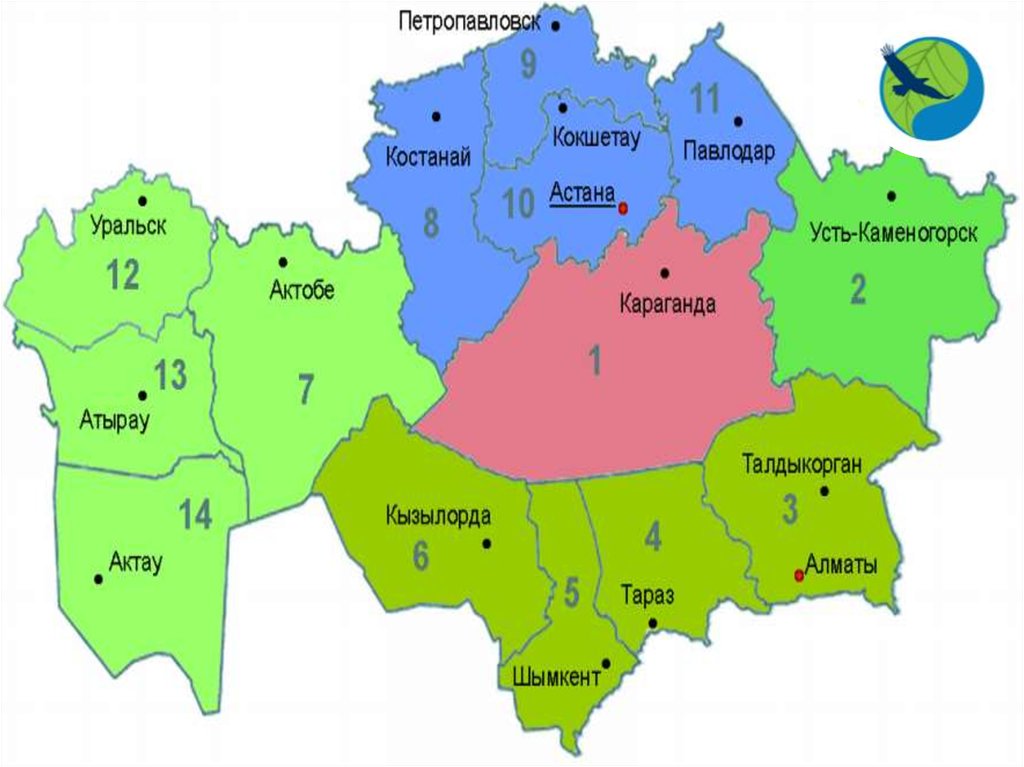 Петропавловск
9
11
Костанай
Кокшетау
Павлодар
8
10
Астана
Уральск
12
Актобе
Усть-Каменогорск
2
Караганда
1
13
Атырау
7
Талдыкорган
3
14
Кызылорда
6
4
Актау
Алматы
5
Тараз
Шымкент